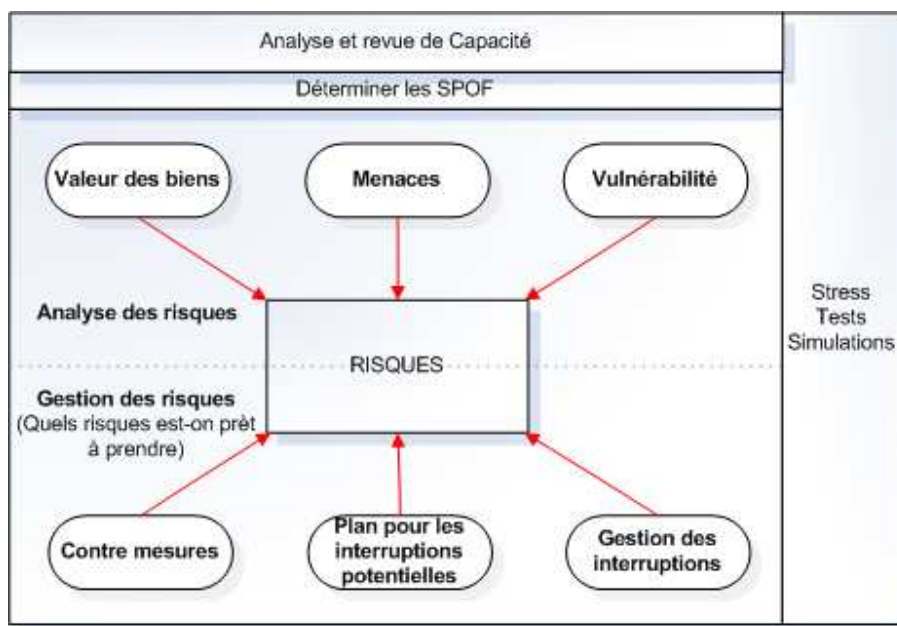 Analyse et revue de Capacité
Déterminer les SPOF
Valeur des biens
Menaces
Vulnérabilité
Analyse des risques
RISQUES
Gestion des risques
(Quels risques est-on prèt
à prendre)
Contre mesures
Plan pour les
interruptions
potentielles
Gestion des
interruptions
Stress
Tests
Simulations